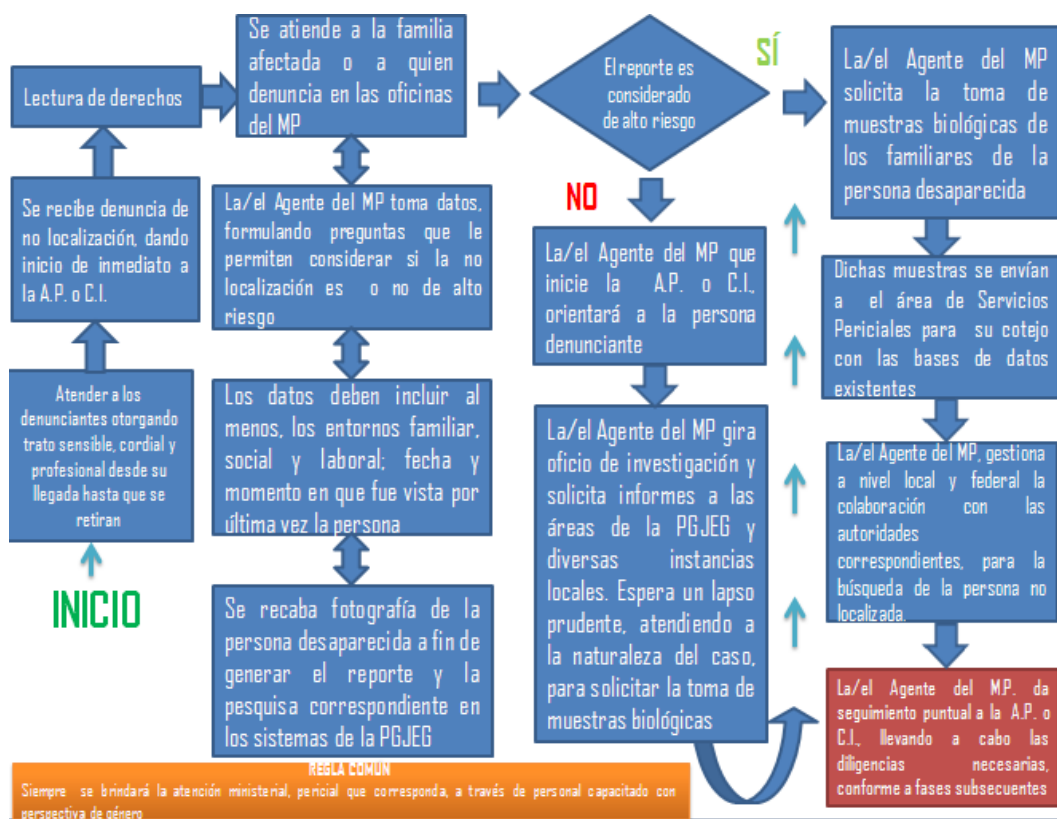 INICIO
Atender a los
denunciantes otorgando
trato sensible, cordial y
profesional desde su
llegada hasta que se
retiran
Se recibe denuncia de
no localización, dando
inicio de inmediato a
la A.P. o C.I.
Lectura de derechos
Se atiende a la familia
afectada o a quien
denuncia en las oficinas
del MP
La/el Agente del MP toma datos,
formulando preguntas que le
permiten considerar si la no
localización es o no de alto
riesgo
Los datos deben incluir al
menos, los entornos familiar,
social y laboral; fecha y
momento en que fue vista por
última vez la persona
Se recaba fotografía de la
persona desaparecida a fin de
generar el reporte y la
pesquisa correspondiente en
los sistemas de la PGJEG
El reporte es
considerado
de alto riesgo
NO
La/el Agente del MP que
inicie la A.P. o C.I.,
orientará a la persona
denunciante
La/el Agente del MP gira
oficio de investigación y
solicita informes a las
áreas de la PGJEG y
diversas instancias
locales. Espera un lapso
prudente, atendiendo a
la naturaleza del caso,
para solicitar la toma de
muestras biológicas
SÍ
La/el Agente del MP
solicita la toma de
muestras biológicas de
los familiares de la
persona desaparecida
Dichas muestras se envían
a el área de Servicios
Periciales para su cotejo
con las bases de datos
existentes
La/el Agente del MP, gestiona
a nivel local y federal la
colaboración con las
autoridades
correspondientes, para la
búsqueda de la persona no
localizada.
La/el Agente del M.P. da
seguimiento puntual a la A.P. o
C.I., llevando a cabo las
diligencias necesarias,
conforme a fases subsecuentes
REGLA COMÚN
Siempre se brindará la atención ministerial, pericial que corresponda, a través de personal capacitado con
perspectiva de género